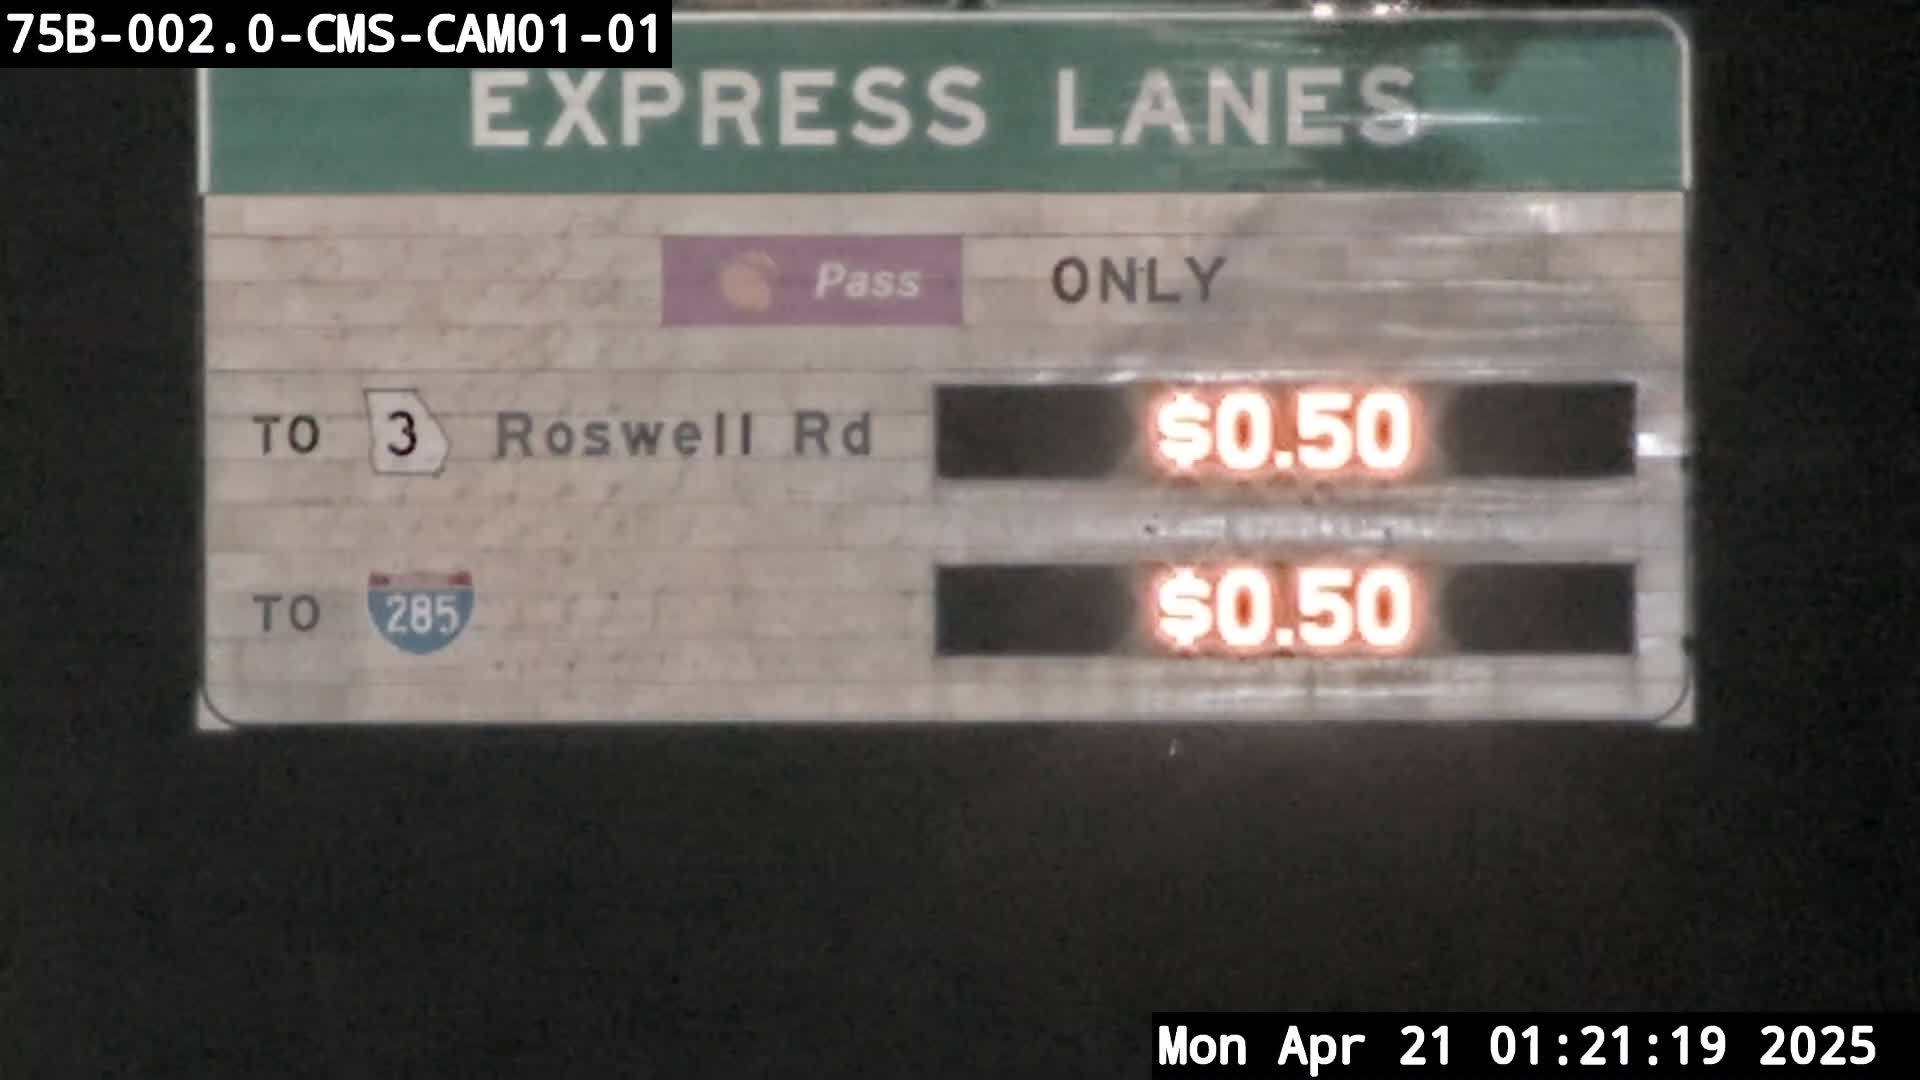 75B-002.0-CMS-CAM01-01
EXPRESS LANES
Pass ONLY
TO 3 Roswell Rd $0.50
TO 285 $0.50
Mon Apr 21 01:21:19 2025